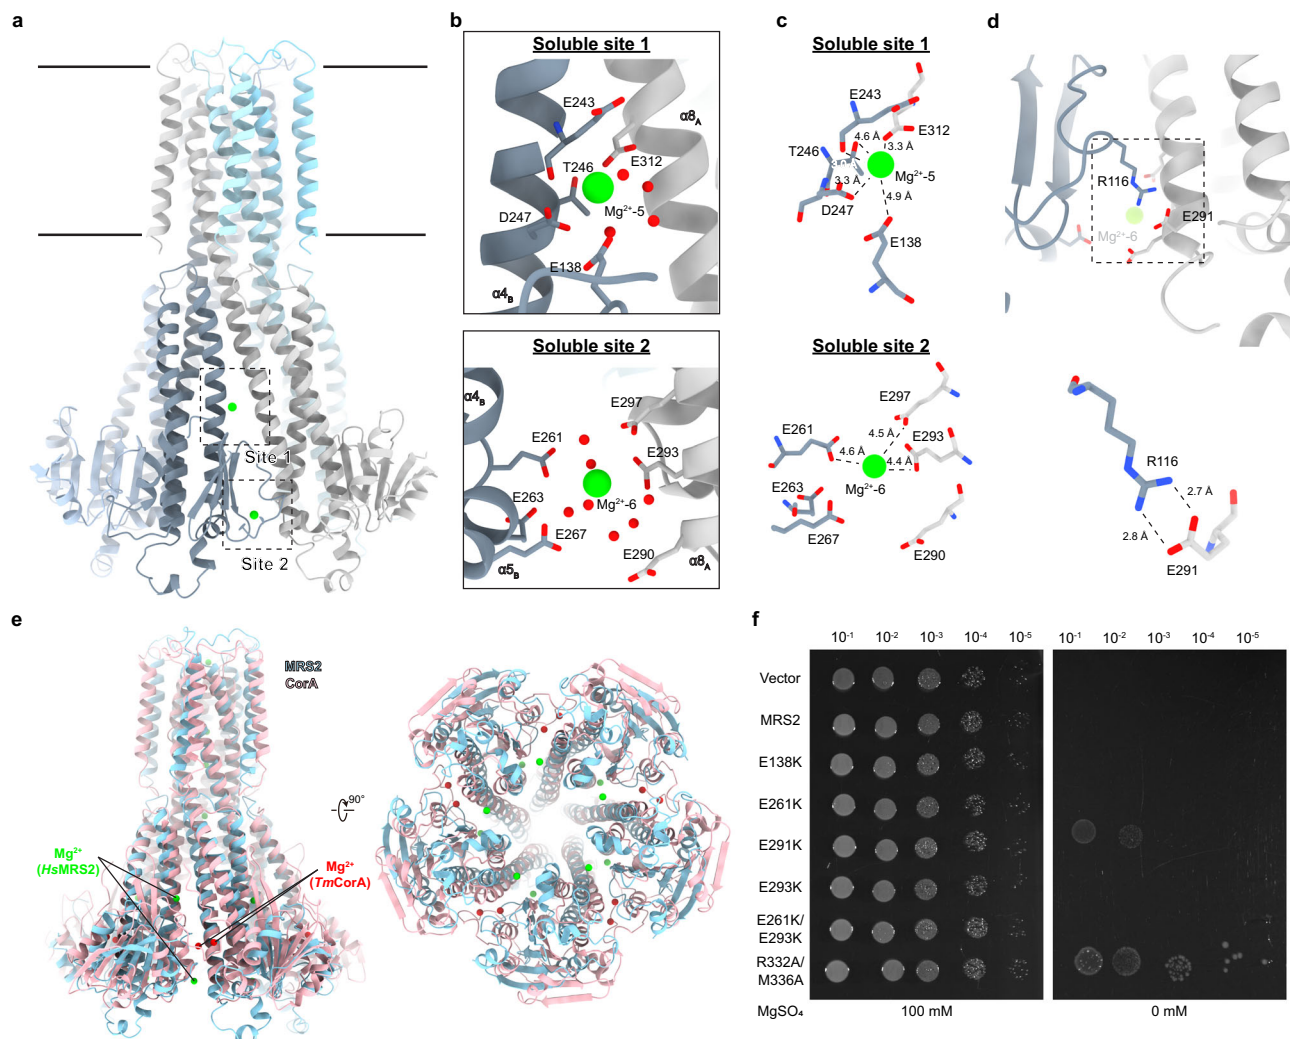 a
Site 1
Site 2
b
Soluble site 1
E243
α8A
E312
T246
Mg2+-5
D247
E138
α4B
Soluble site 2
α4B
E297
E261
E293
E263
Mg2+-6
E267
E290
α5B
α8A
c
Soluble site 1
E243
4.6 Å
E312
3.3 Å
T246
Mg2+-5
3.3 Å
D247
4.9 Å
E138
Soluble site 2
E297
E261
4.5 Å
E293
4.6 Å
4.4 Å
Mg2+-6
E263
E267
E290
d
R116
E291
Mg2+-6
R116
2.7 Å
2.8 Å
E291
e
MRS2
CorA
90°
Mg2+
(HsMRS2)
Mg2+
(TmCorA)
f
10-1 10-2 10-3 10-4 10-5
10-1 10-2 10-3 10-4 10-5
Vector
MRS2
E138K
E261K
E291K
E293K
E261K/
E293K
R332A/
M336A
MgSO₄ 100 mM 0 mM